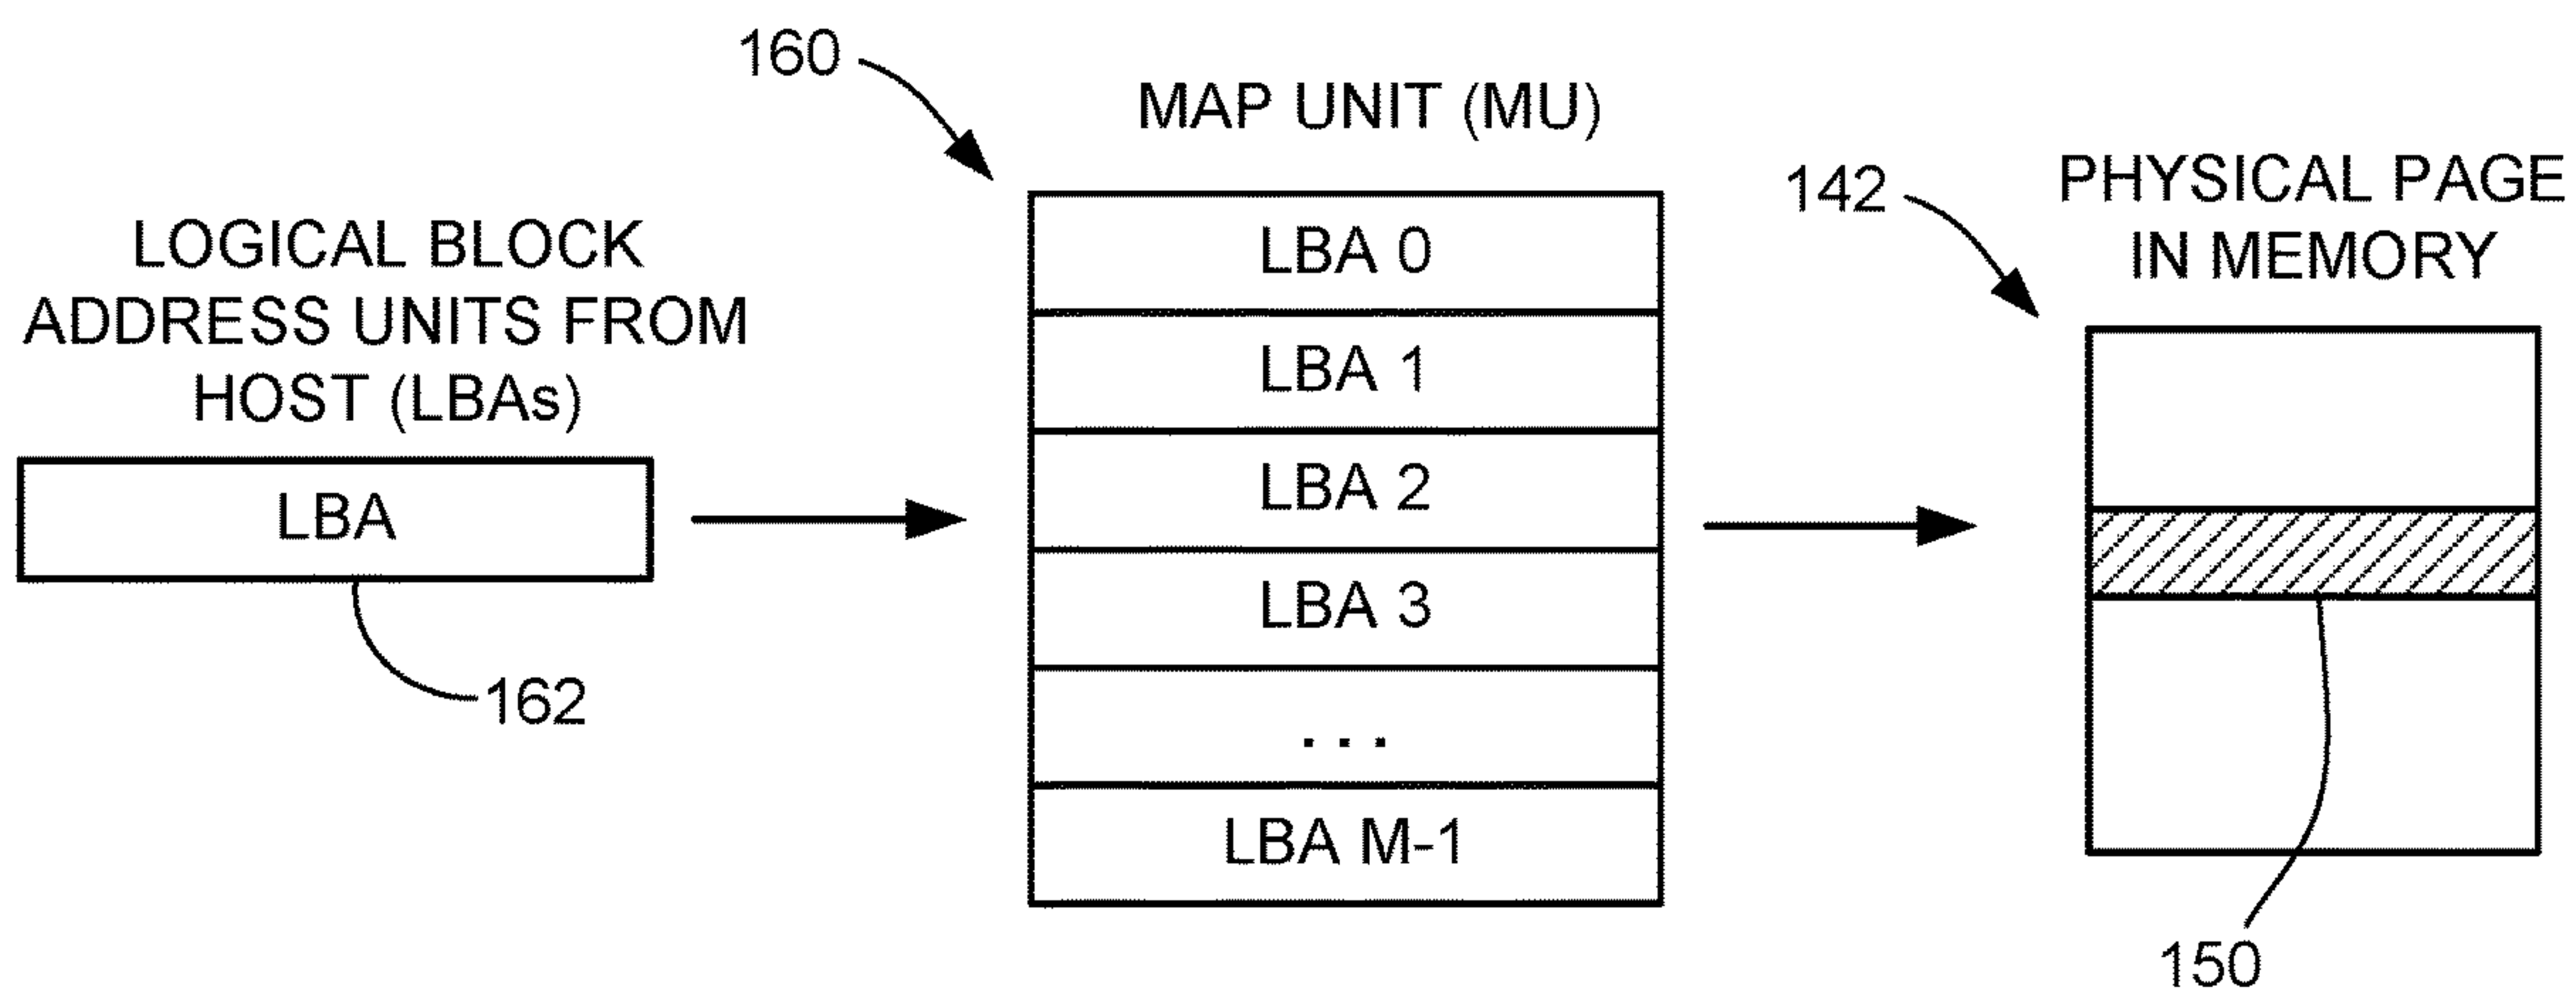 LOGICAL BLOCK
ADDRESS UNITS FROM
HOST (LBAs)
LBA
162
160
MAP UNIT (MU)
LBA 0
LBA 1
LBA 2
LBA 3
...
LBA M-1
142
PHYSICAL PAGE
IN MEMORY
150